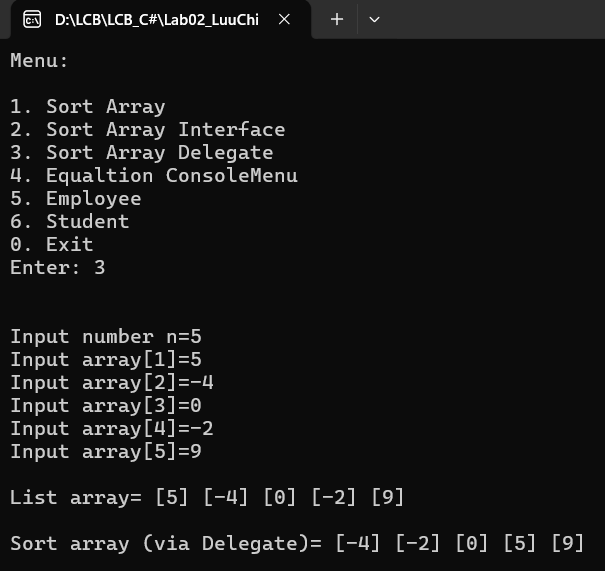 D:\LCB\LCB_C#\Lab02_LuuChi
Menu:
1. Sort Array
2. Sort Array Interface
3. Sort Array Delegate
4. Equaltion ConsoleMenu
5. Employee
6. Student
0. Exit
Enter: 3
Input number n=5
Input array[1]=5
Input array[2]=-4
Input array[3]=0
Input array[4]=-2
Input array[5]=9
List array= [5] [-4] [0] [-2] [9]
Sort array (via Delegate)= [-4] [-2] [0] [5] [9]